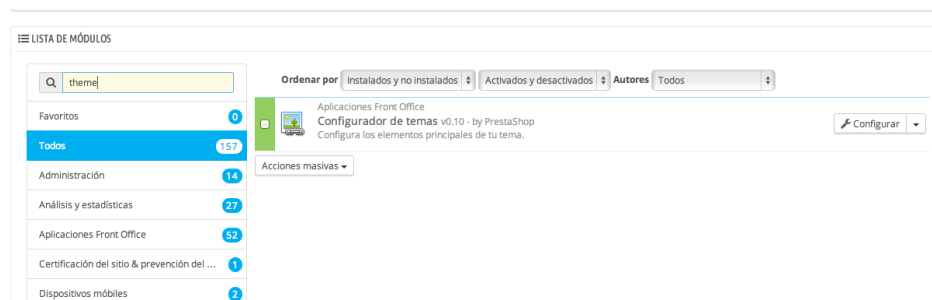 LISTA DE MÓDULOS
theme
Ordenar por Instalados y no instalados Activados y desactivados Autores Todos
Favoritos 0
Todos 157
Administración 14
Análisis y estadísticas 27
Aplicaciones Front Office 52
Certificación del sitio & prevención del ... 1
Dispositivos móbiles 2
Aplicaciones Front Office
Configurador de temas v0.10 - by PrestaShop
Configura los elementos principales de tu tema.
Configurar
Acciones masivas